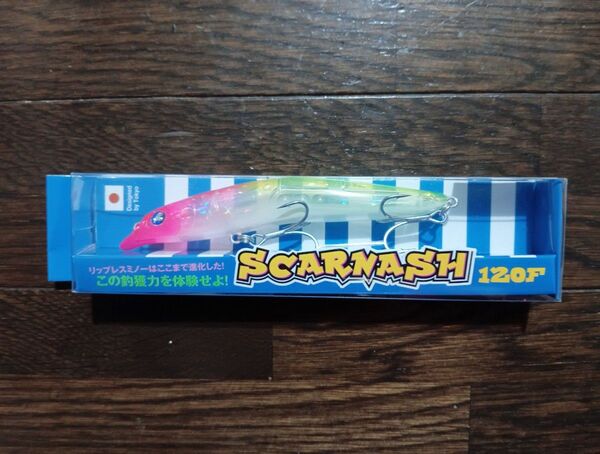 Designed
by Tokyo
リップレスミノーはここまで進化した!
この釣獲力を体験せよ!
SCARNASH
120F